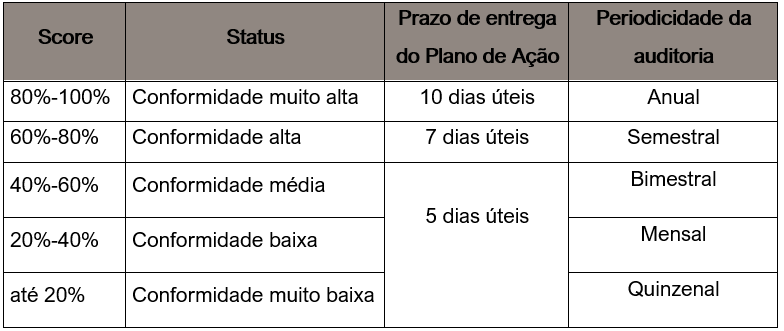 Score Status Prazo de entrega do Plano de Ação Periodicidade da auditoria
80%-100% Conformidade muito alta 10 dias úteis Anual
60%-80% Conformidade alta 7 dias úteis Semestral
40%-60% Conformidade média 5 dias úteis Bimestral
20%-40% Conformidade baixa Mensal
até 20% Conformidade muito baixa Quinzenal